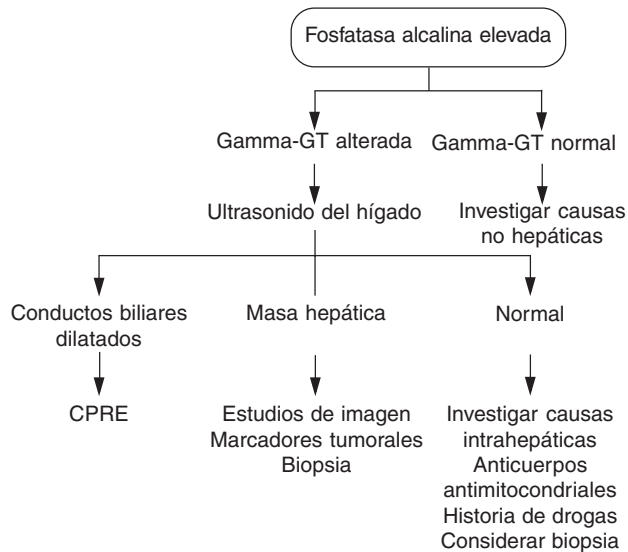 Fosfatasa alcalina elevada
Gamma-GT alterada
Gamma-GT normal
Ultrasonido del hígado
Investigar causas
no hepáticas
Conductos biliares
dilatados
Masa hepática
Normal
CPRE
Estudios de imagen
Marcadores tumorales
Biopsia
Investigar causas
intrahepáticas
Anticuerpos
antimitocondriales
Historia de drogas
Considerar biopsia